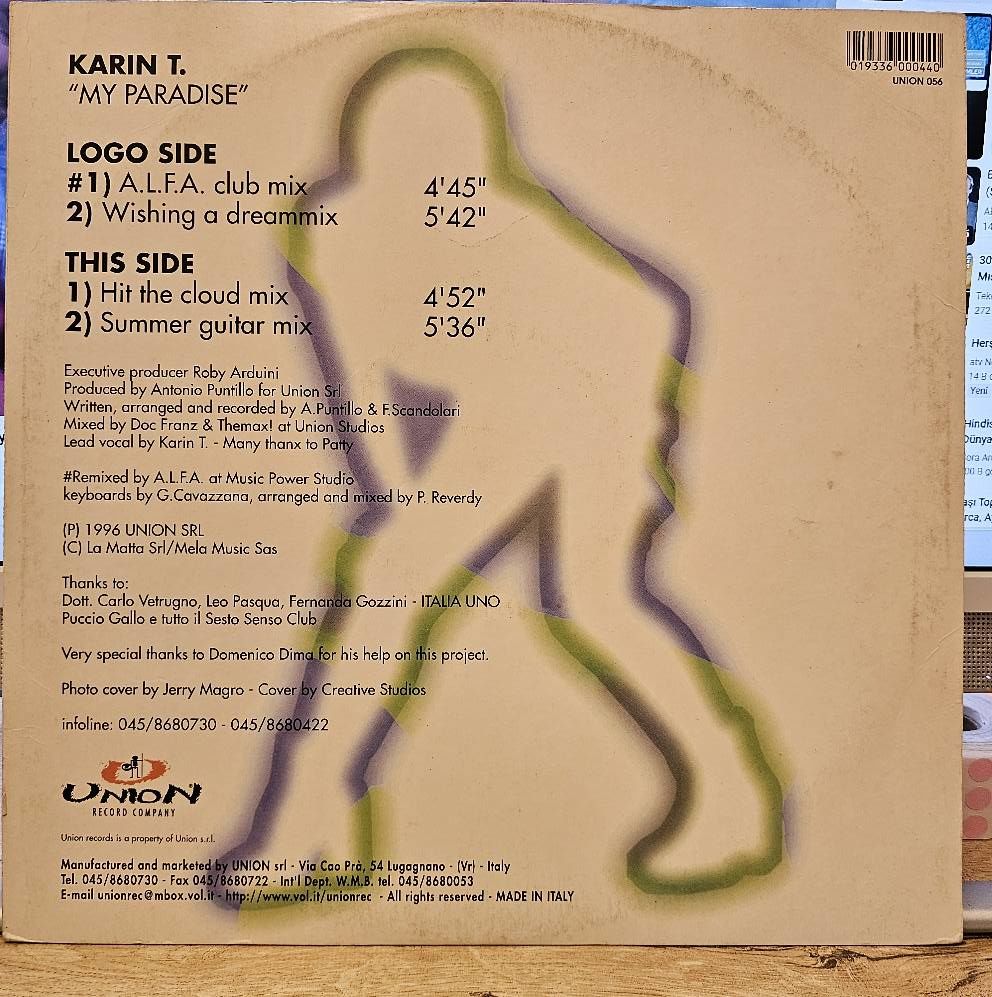 KARIN T.
"MY PARADISE"
019336 000440
UNION 056
LOGO SIDE
#1) A.L.F.A. club mix 4'45"
2) Wishing a dreammix 5'42"
THIS SIDE
1) Hit the cloud mix 4'52"
2) Summer guitar mix 5'36"
Executive producer Roby Arduini
Produced by Antonio Puntillo for Union Srl
Written, arranged and recorded by A.Puntillo & F.Scandolari
Mixed by Doc Franz & Themax! at Union Studios
Lead vocal by Karin T. - Many thanx to Patty
#Remixed by A.L.F.A. at Music Power Studio
keyboards by G.Cavazzana, arranged and mixed by P. Reverdy
(P) 1996 UNION SRL
(C) La Matta Srl/Mela Music Sas
Thanks to:
Dott. Carlo Vetrugno, Leo Pasqua, Fernanda Gozzini - ITALIA UNO
Puccio Gallo e tutto il Sesto Senso Club
Very special thanks to Domenico Dima for his help on this project.
Photo cover by Jerry Magro - Cover by Creative Studios
infoline: 045/8680730 - 045/8680422
UNION
RECORD COMPANY
Union records is a property of Union s.r.l.
Manufactured and marketed by UNION srl - Via Cao Prà, 54 Lugagnano - (Vr) - Italy
Tel. 045/8680730 - Fax 045/8680722 - Int'l Dept. W.M.B. tel. 045/8680053
E-mail unionrec@mbox.vol.it - http://www.vol.it/unionrec - All rights reserved - MADE IN ITALY